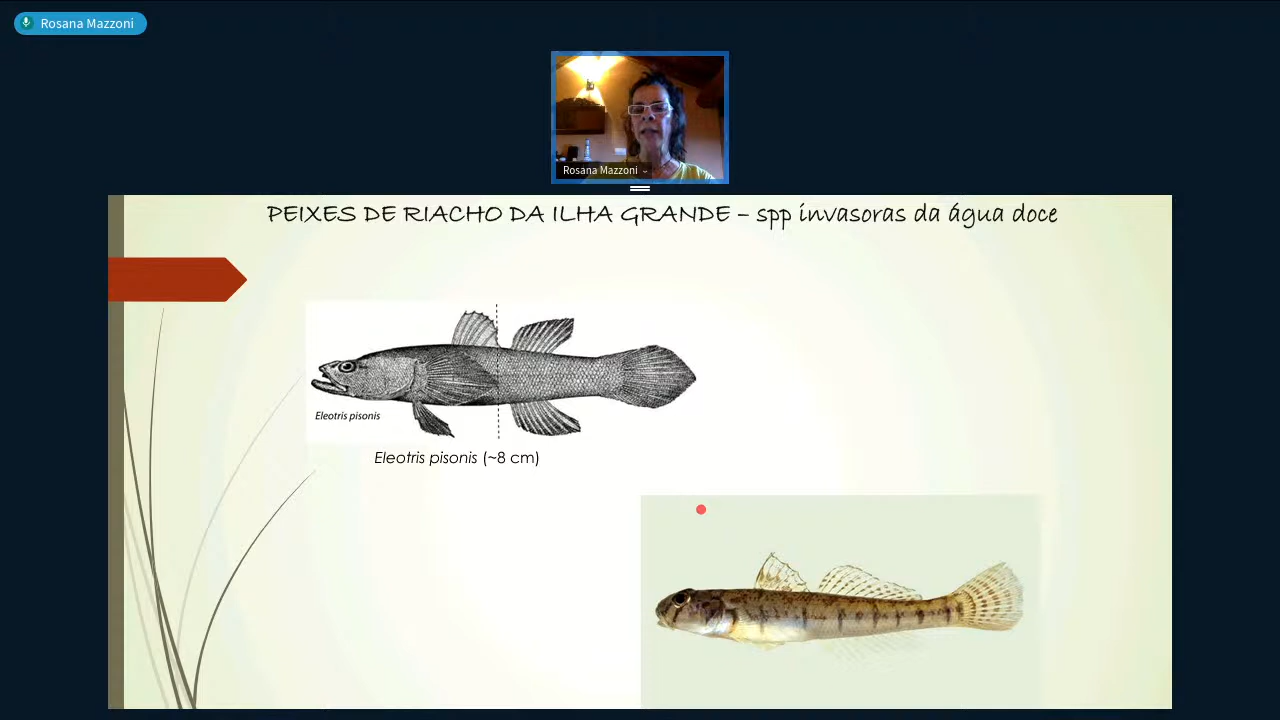 Rosana Mazzoni
Rosana Mazzoni
PEIXES DE RIACHO DA ILHA GRANDE – spp invasoras da água doce
Eleotris pisonis
Eleotris pisonis (~8 cm)